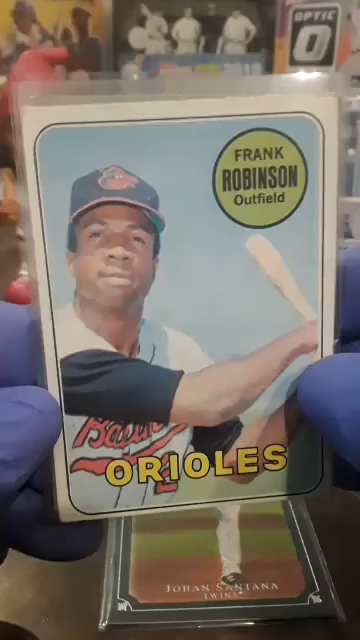 OPTIC
FRANK
ROBINSON
Outfield
ORIOLES
JOHAN SANTANA
TWINS